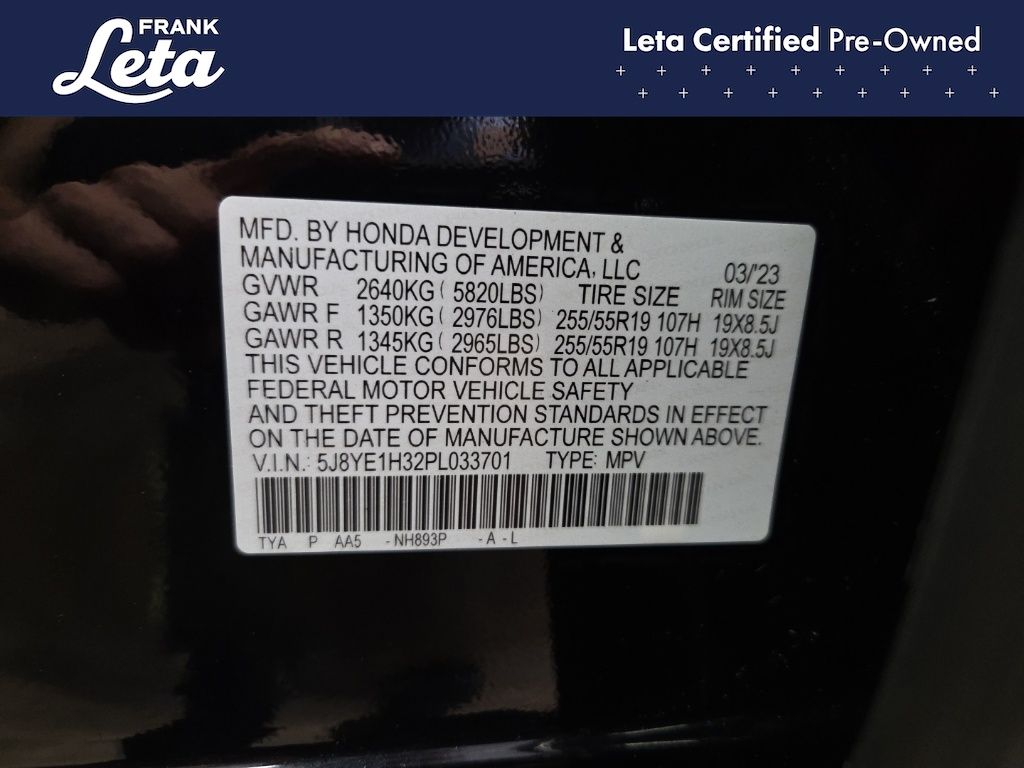 FRANK
Leta
Leta Certified Pre-Owned
MFD. BY HONDA DEVELOPMENT &
MANUFACTURING OF AMERICA, LLC 03/'23
GVWR 2640KG ( 5820LBS) TIRE SIZE RIM SIZE
GAWR F 1350KG ( 2976LBS) 255/55R19 107H 19X8.5J
GAWR R 1345KG ( 2965LBS) 255/55R19 107H 19X8.5J
THIS VEHICLE CONFORMS TO ALL APPLICABLE
FEDERAL MOTOR VEHICLE SAFETY
AND THEFT PREVENTION STANDARDS IN EFFECT
ON THE DATE OF MANUFACTURE SHOWN ABOVE.
V.I.N.: 5J8YE1H32PL033701 TYPE: MPV
TYA P AA5 -NH893P -A-L